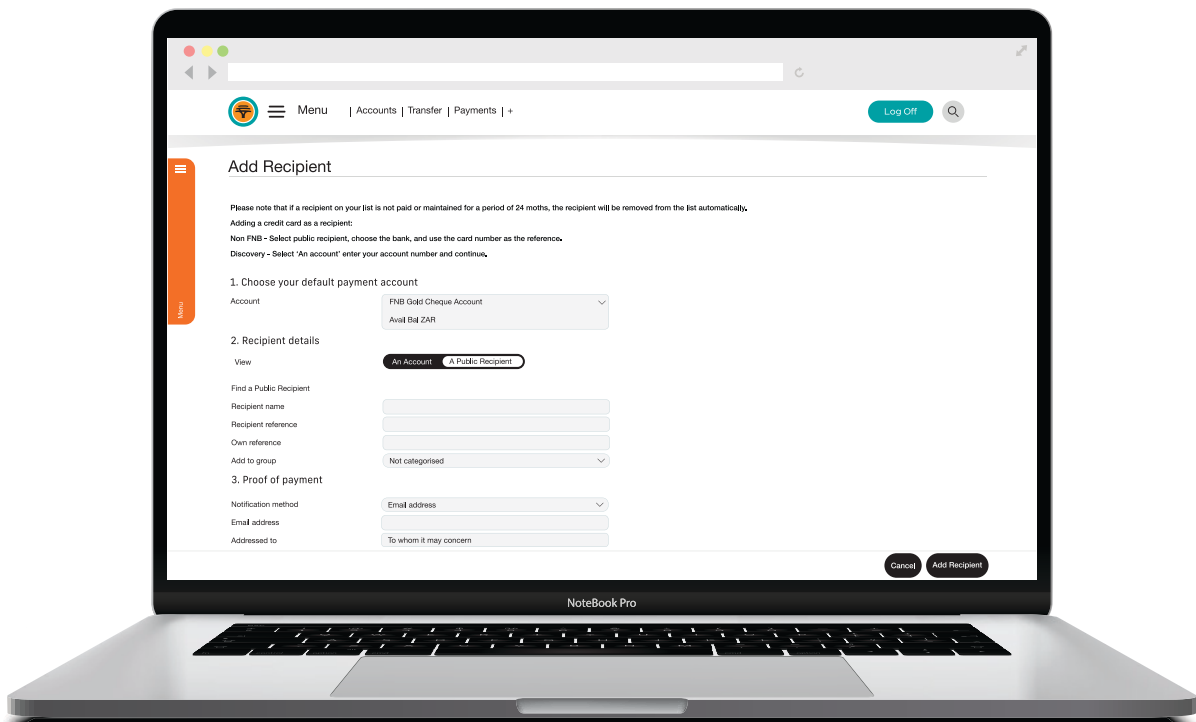 Menu | Accounts | Transfer | Payments | +
Log Off
Add Recipient
Please note that if a recipient on your list is not paid or maintained for a period of 24 moths, the recipient will be removed from the list automatically.
Adding a credit card as a recipient:
Non FNB - Select public recipient, choose the bank, and use the card number as the reference.
Discovery - Select 'An account' enter your account number and continue.
Menu
1. Choose your default payment account
Account
FNB Gold Cheque Account
Avail Bal ZAR
2. Recipient details
View
An Account
A Public Recipient
Find a Public Recipient
Recipient name
Recipient reference
Own reference
Add to group
Not categorised
3. Proof of payment
Notification method
Email address
Email address
Addressed to
To whom it may concern
Cancel
Add Recipient
NoteBook Pro